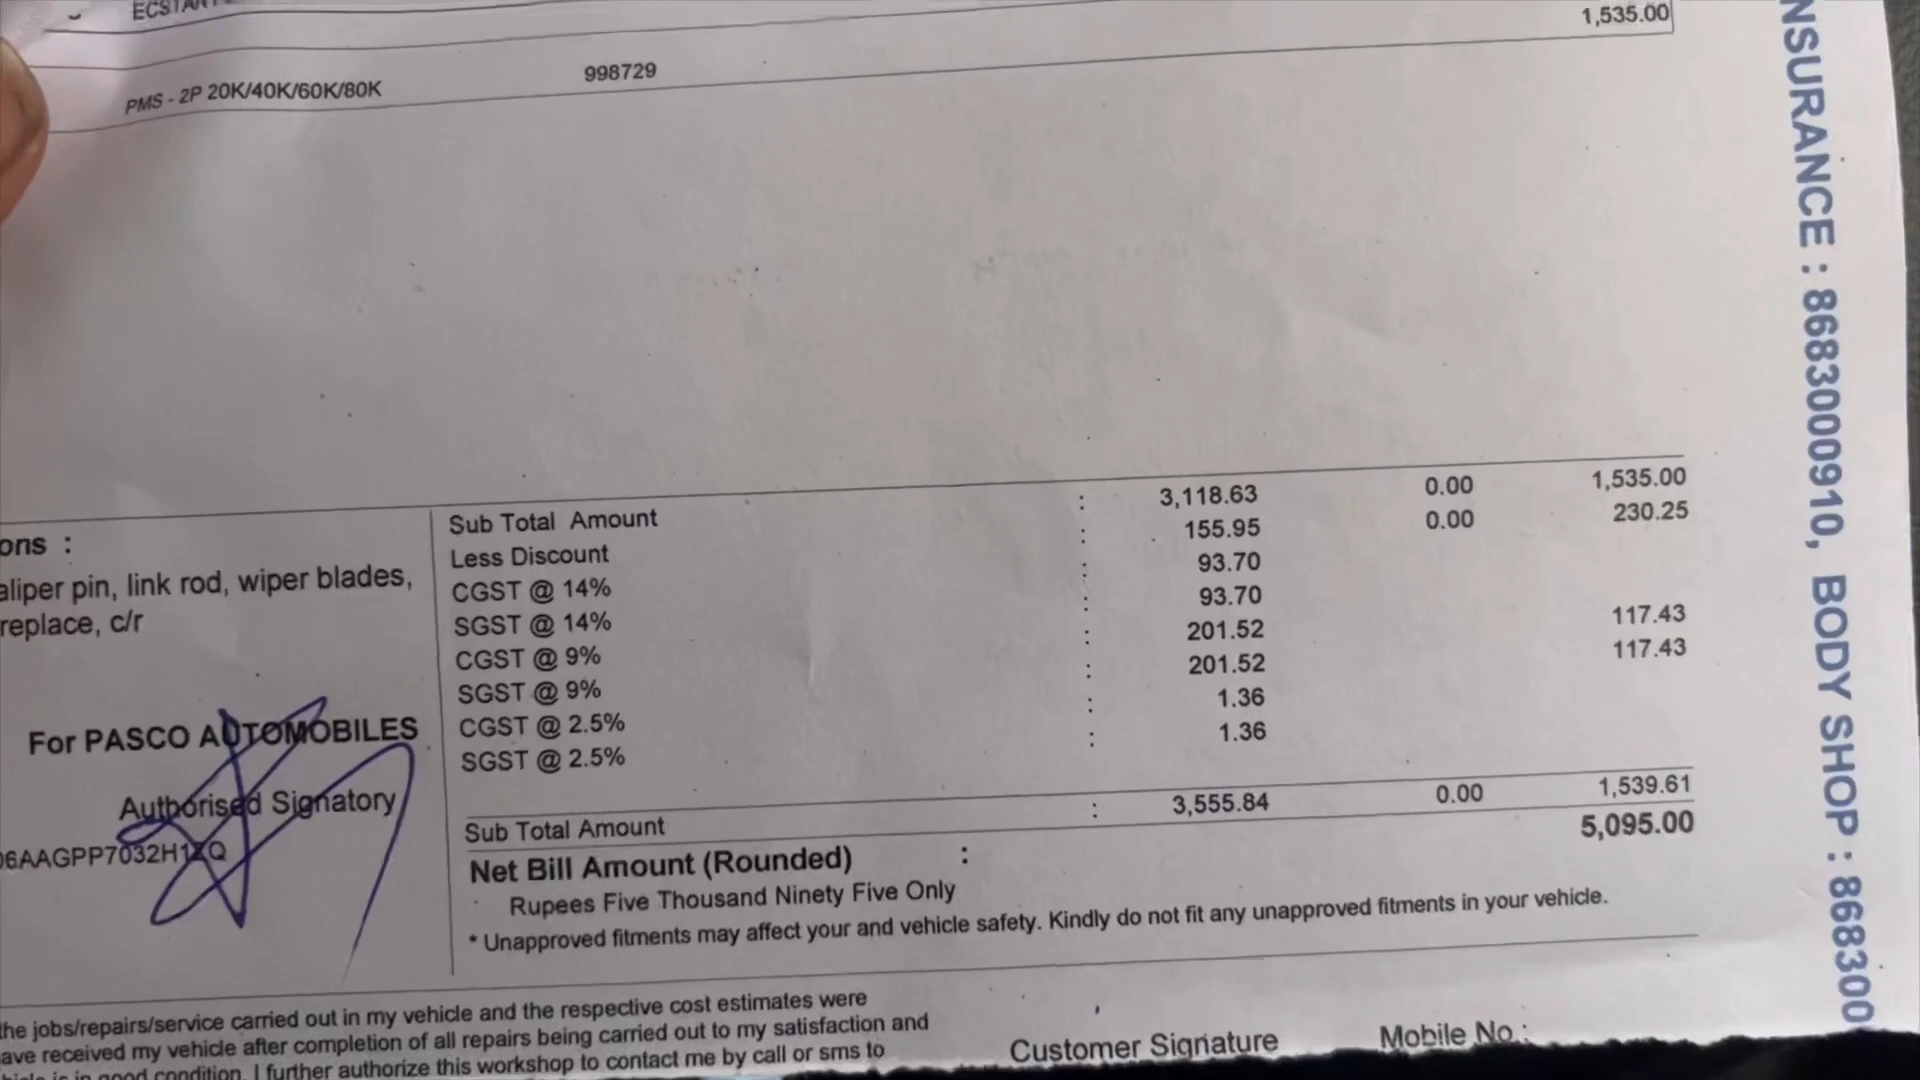 1,535.00
PMS - 2P 20K/40K/60K/80K 998729
Sub Total Amount : 3,118.63 0.00 1,535.00
Less Discount : 155.95 0.00 230.25
CGST @ 14% : 93.70
SGST @ 14% : 93.70
CGST @ 9% : 201.52 117.43
SGST @ 9% : 201.52 117.43
CGST @ 2.5% : 1.36
SGST @ 2.5% : 1.36
Sub Total Amount : 3,555.84 0.00 1,539.61
Net Bill Amount (Rounded) : 5,095.00
Rupees Five Thousand Ninety Five Only
* Unapproved fitments may affect your and vehicle safety. Kindly do not fit any unapproved fitments in your vehicle.
ons :
aliper pin, link rod, wiper blades,
replace, c/r
For PASCO AUTOMOBILES
Authorised Signatory
06AAGPP7032H1ZQ
the jobs/repairs/service carried out in my vehicle and the respective cost estimates were
ave received my vehicle after completion of all repairs being carried out to my satisfaction and
in good condition. I further authorize this workshop to contact me by call or sms to
Customer Signature Mobile No.:
NSURANCE : 8683000910, BODY SHOP : 868300